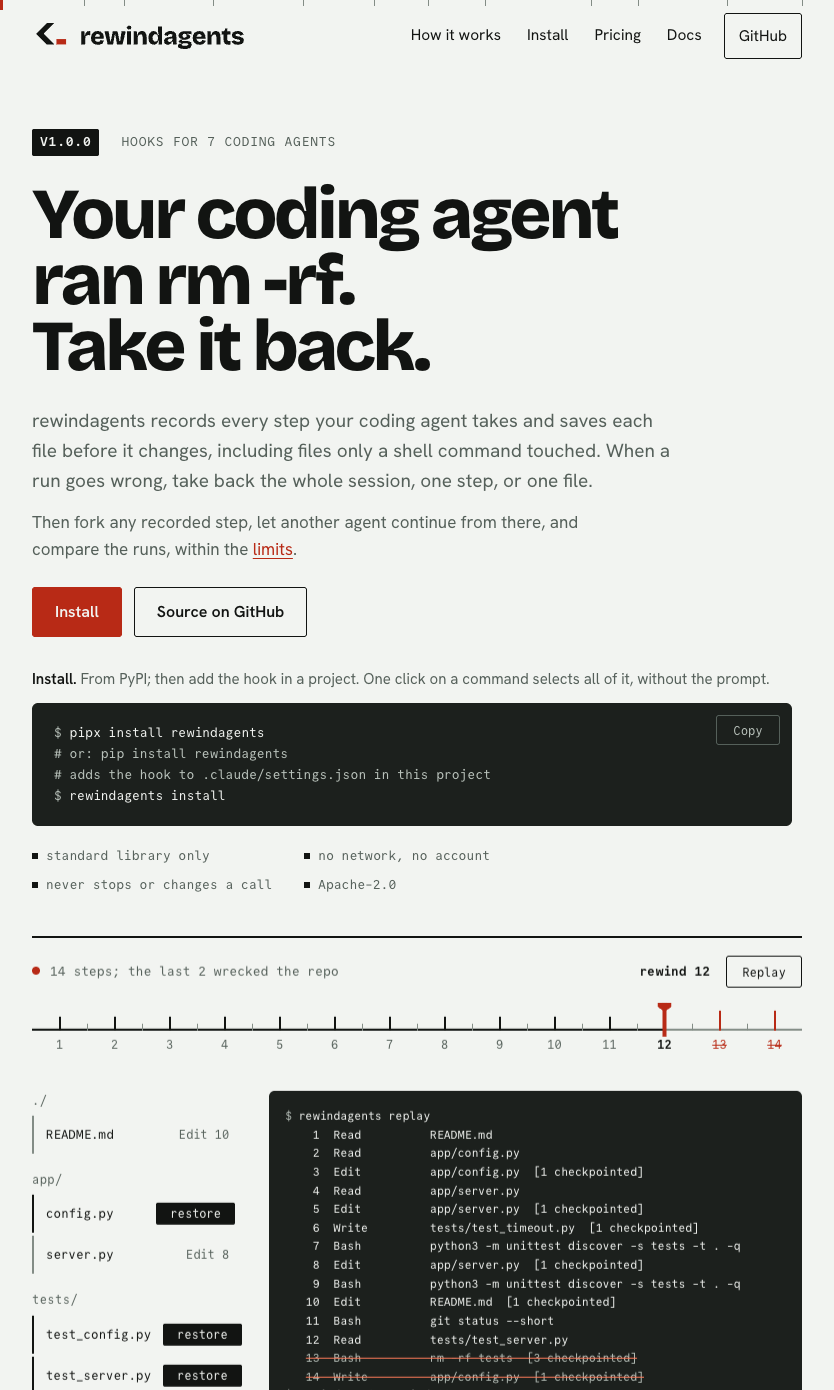 rewindagents
How it works Install Pricing Docs GitHub
V1.0.0 HOOKS FOR 7 CODING AGENTS
Your coding agent
ran rm -rf.
Take it back.
rewindagents records every step your coding agent takes and saves each
file before it changes, including files only a shell command touched. When a
run goes wrong, take back the whole session, one step, or one file.
Then fork any recorded step, let another agent continue from there, and
compare the runs, within the limits.
Install Source on GitHub
Install. From PyPI; then add the hook in a project. One click on a command selects all of it, without the prompt.
$ pipx install rewindagents
Copy
# or: pip install rewindagents
# adds the hook to .claude/settings.json in this project
$ rewindagents install
standard library only
no network, no account
never stops or changes a call
Apache-2.0
14 steps; the last 2 wrecked the repo
rewind 12 Replay
1 2 3 4 5 6 7 8 9 10 11 12 13 14
./
README.md Edit 10
app/
config.py restore
server.py Edit 8
tests/
test_config.py restore
test_server.py restore
$ rewindagents replay
1 Read README.md
2 Read app/config.py
3 Edit app/config.py [1 checkpointed]
4 Read app/server.py
5 Edit app/server.py [1 checkpointed]
6 Write tests/test_timeout.py [1 checkpointed]
7 Bash python3 -m unittest discover -s tests -t . -q
8 Edit app/server.py [1 checkpointed]
9 Bash python3 -m unittest discover -s tests -t . -q
10 Edit README.md [1 checkpointed]
11 Bash git status --short
12 Read tests/test_server.py
13 Bash rm -rf tests [3 checkpointed]
14 Write app/config.py [1 checkpointed]